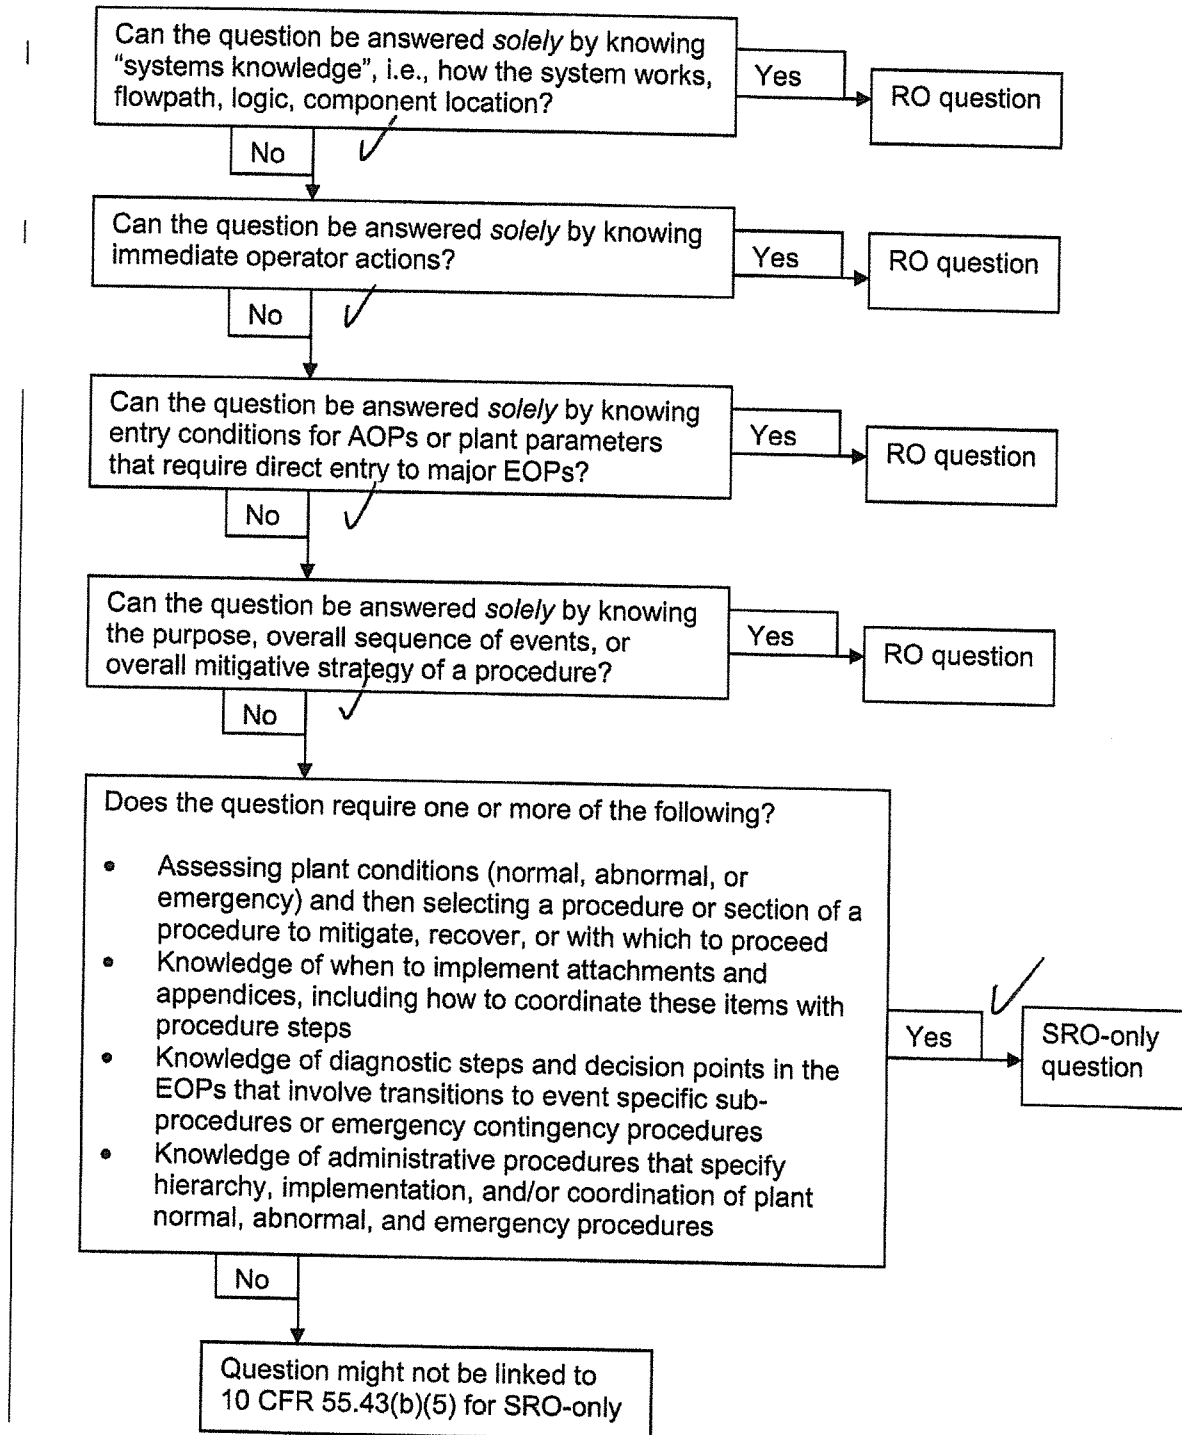 Can the question be answered solely by knowing
"systems knowledge", i.e., how the system works,
flowpath, logic, component location?
Yes
RO question
No
Can the question be answered solely by knowing
immediate operator actions?
Yes
RO question
No
Can the question be answered solely by knowing
entry conditions for AOPs or plant parameters
that require direct entry to major EOPs?
Yes
RO question
No
Can the question be answered solely by knowing
the purpose, overall sequence of events, or
overall mitigative strategy of a procedure?
Yes
RO question
No
Does the question require one or more of the following?
• Assessing plant conditions (normal, abnormal, or
emergency) and then selecting a procedure or section of a
procedure to mitigate, recover, or with which to proceed
• Knowledge of when to implement attachments and
appendices, including how to coordinate these items with
procedure steps
• Knowledge of diagnostic steps and decision points in the
EOPs that involve transitions to event specific sub-
procedures or emergency contingency procedures
• Knowledge of administrative procedures that specify
hierarchy, implementation, and/or coordination of plant
normal, abnormal, and emergency procedures
Yes
SRO-only
question
No
Question might not be linked to
10 CFR 55.43(b)(5) for SRO-only